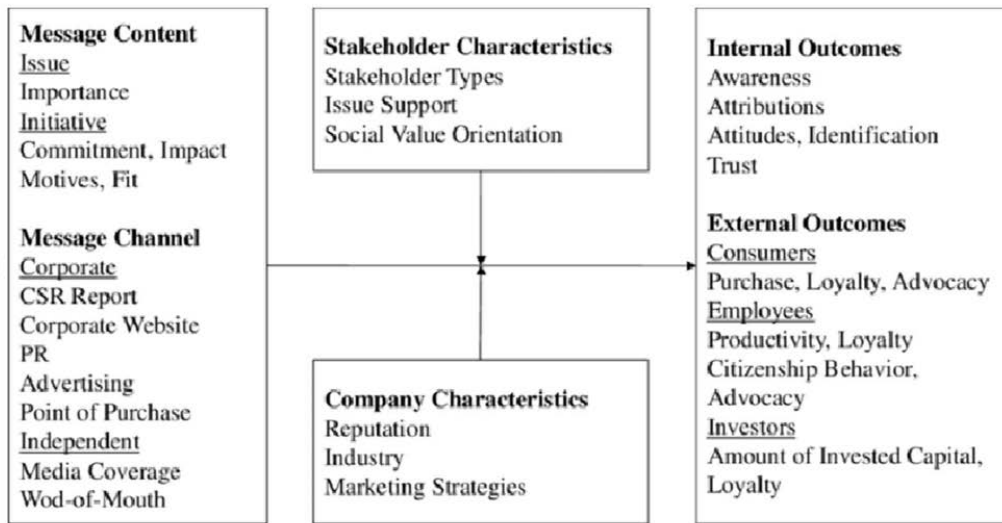 Message Content
Issue
Importance
Initiative
Commitment, Impact
Motives, Fit
Message Channel
Corporate
CSR Report
Corporate Website
PR
Advertising
Point of Purchase
Independent
Media Coverage
Wod-of-Mouth
Stakeholder Characteristics
Stakeholder Types
Issue Support
Social Value Orientation
Company Characteristics
Reputation
Industry
Marketing Strategies
Internal Outcomes
Awareness
Attributions
Attitudes, Identification
Trust
External Outcomes
Consumers
Purchase, Loyalty, Advocacy
Employees
Productivity, Loyalty
Citizenship Behavior,
Advocacy
Investors
Amount of Invested Capital,
Loyalty